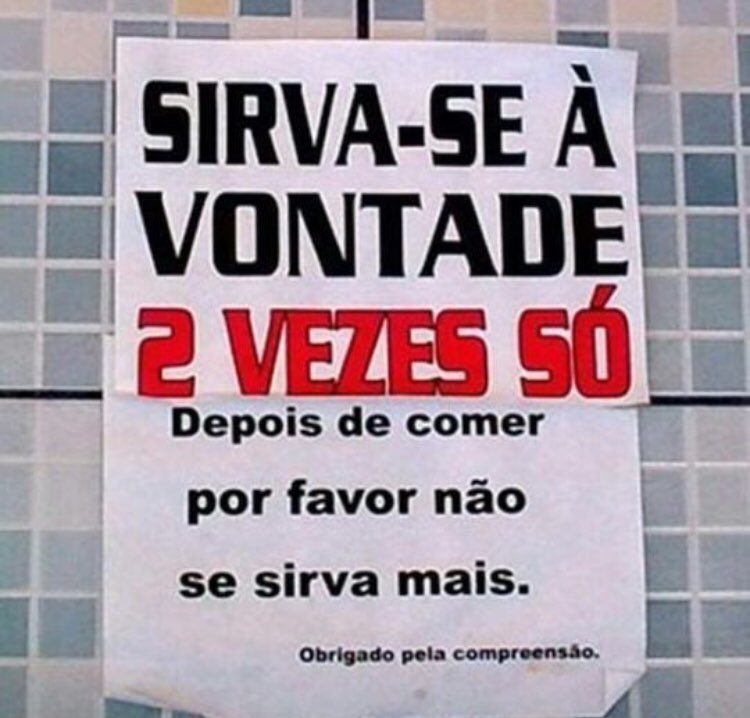 SIRVA-SE À
VONTADE
2 VEZES SÓ
Depois de comer
por favor não
se sirva mais.
Obrigado pela compreensão.